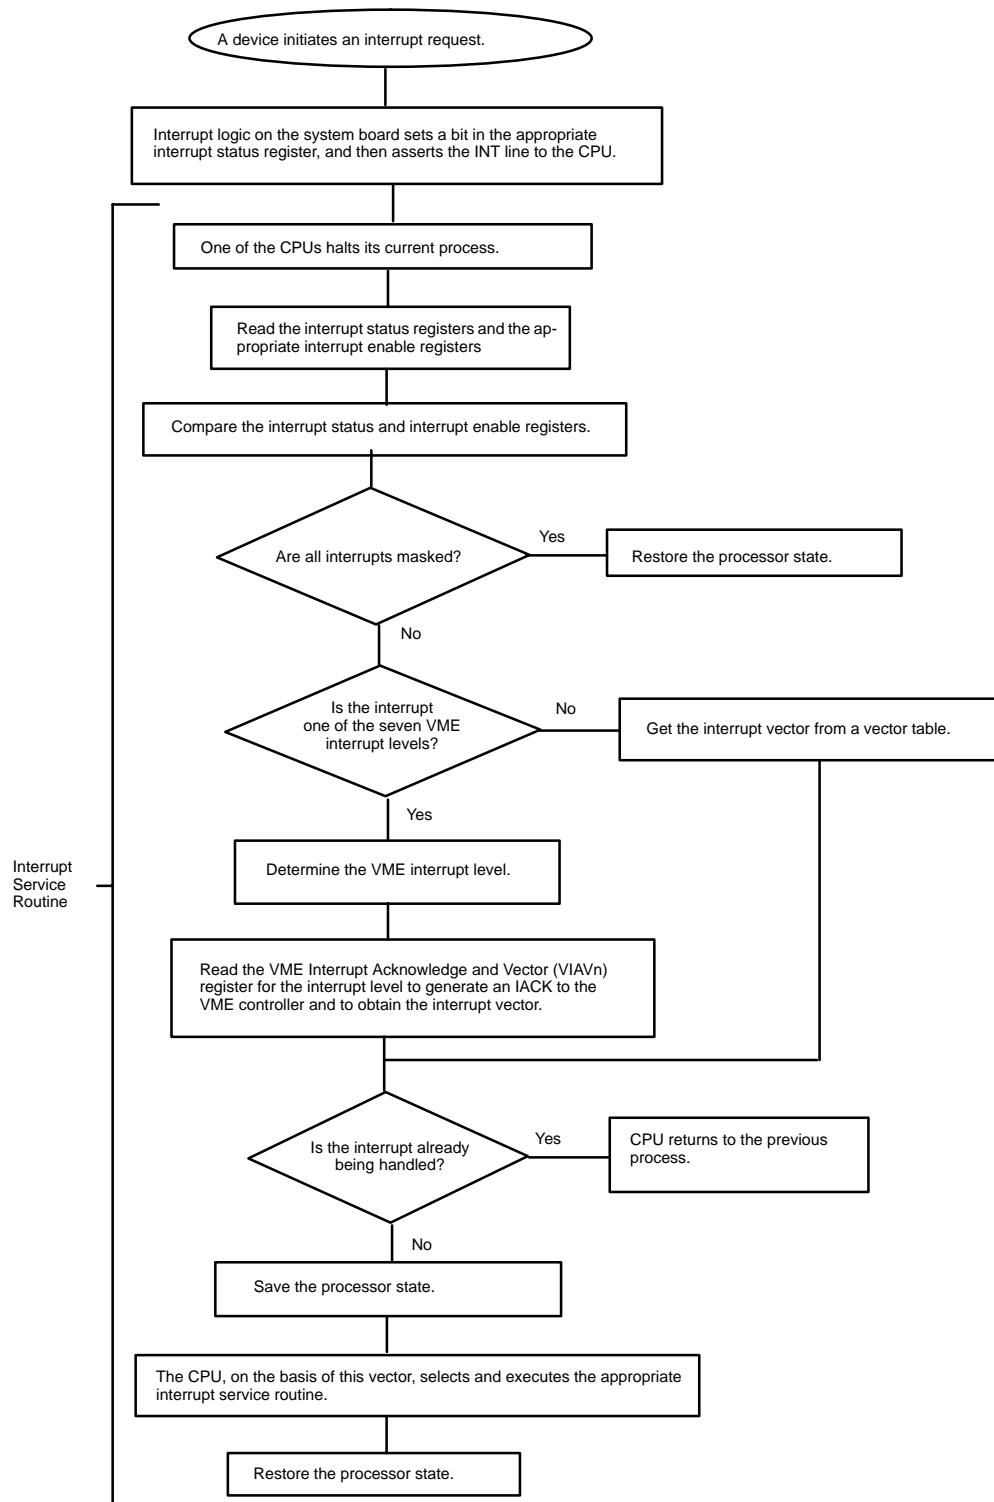 A device initiates an interrupt request.
Interrupt logic on the system board sets a bit in the appropriate
interrupt status register, and then asserts the INT line to the CPU.
One of the CPUs halts its current process.
Read the interrupt status registers and the ap-
propriate interrupt enable registers
Compare the interrupt status and interrupt enable registers.
Are all interrupts masked?
Yes
Restore the processor state.
No
Is the interrupt
one of the seven VME
interrupt levels?
No
Get the interrupt vector from a vector table.
Yes
Determine the VME interrupt level.
Interrupt
Service
Routine
Read the VME Interrupt Acknowledge and Vector (VIAVn)
register for the interrupt level to generate an IACK to the
VME controller and to obtain the interrupt vector.
Is the interrupt already
being handled?
Yes
CPU returns to the previous
process.
No
Save the processor state.
The CPU, on the basis of this vector, selects and executes the appropriate
interrupt service routine.
Restore the processor state.